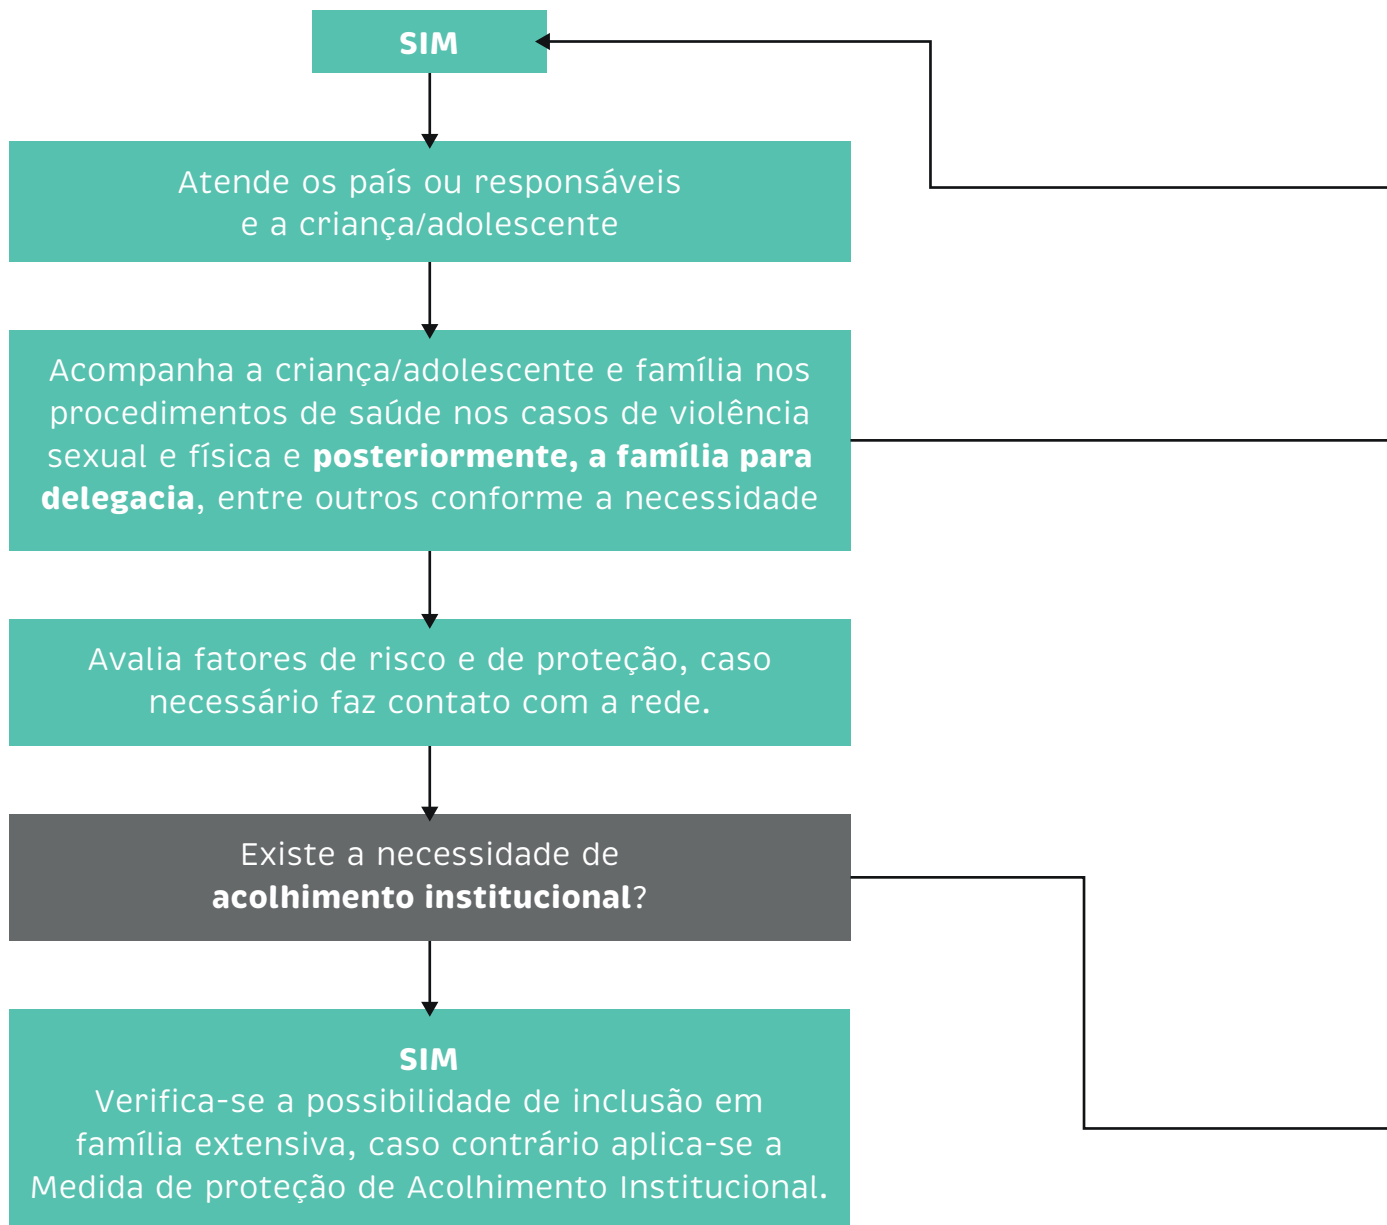 SIM
Atende os país ou responsáveis
e a criança/adolescente
Acompanha a criança/adolescente e família nos
procedimentos de saúde nos casos de violência
sexual e física e posteriormente, a família para
delegacia, entre outros conforme a necessidade
Avalia fatores de risco e de proteção, caso
necessário faz contato com a rede.
Existe a necessidade de
acolhimento institucional?
SIM
Verifica-se a possibilidade de inclusão em
família extensiva, caso contrário aplica-se a
Medida de proteção de Acolhimento Institucional.